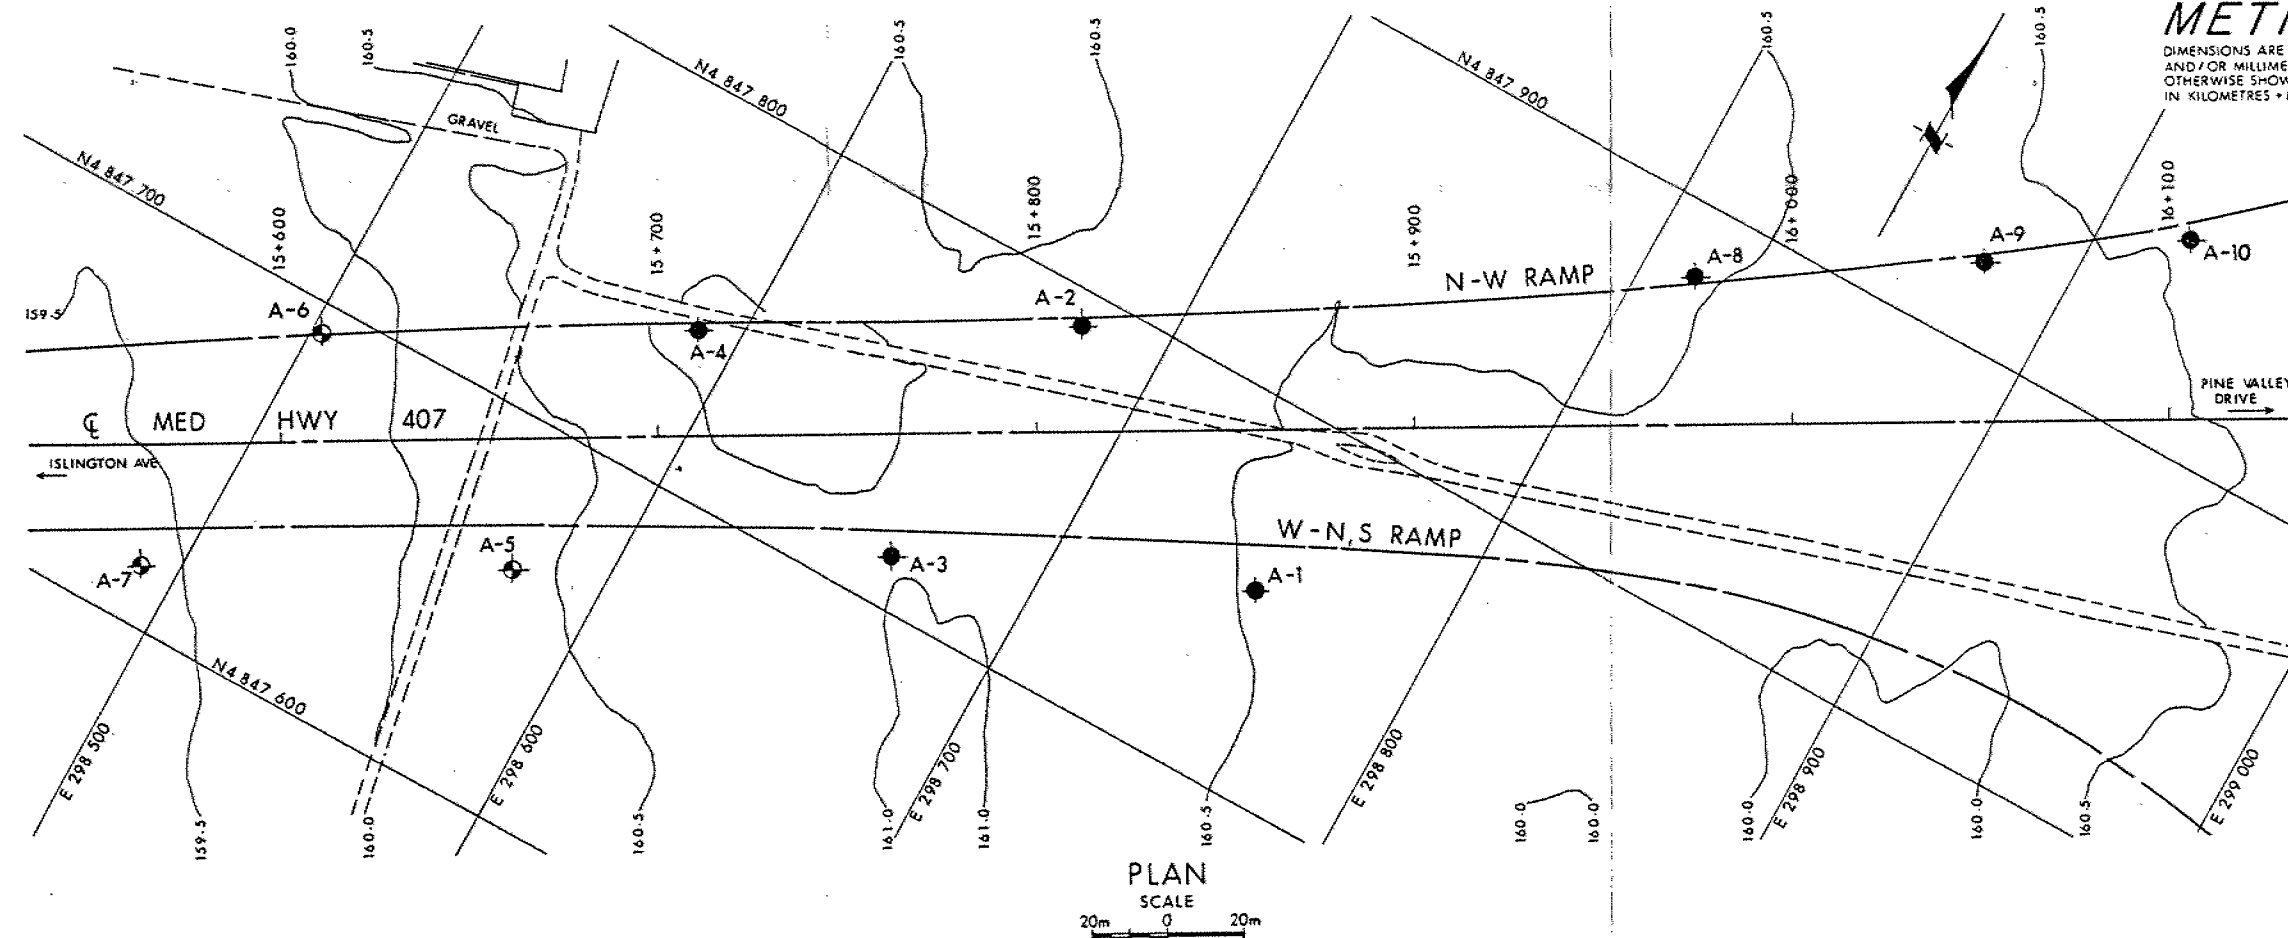 METR
DIMENSIONS ARE
AND/OR MILLIME
OTHERWISE SHOW
IN KILOMETRES +
160.0
160.5
160.5
160.5
160.5
160.5
GRAVEL
N4 847 700
N4 847 800
N4 847 900
15+600
15+700
15+800
15+900
16+000
16+100
N
159.5
A-6
A-4
A-2
N-W RAMP
A-8
A-9
A-10
℄ MED HWY 407
ISLINGTON AVE
PINE VALLEY
DRIVE
A-7
A-5
A-3
A-1
W-N,S RAMP
N4 847 600
E 298 500
E 298 600
E 298 700
E 298 800
E 298 900
E 299 000
159.5
160.0
160.5
161.0
161.0
160.5
160.0
160.0
160.0
160.0
160.5
PLAN
SCALE
20m 0 20m